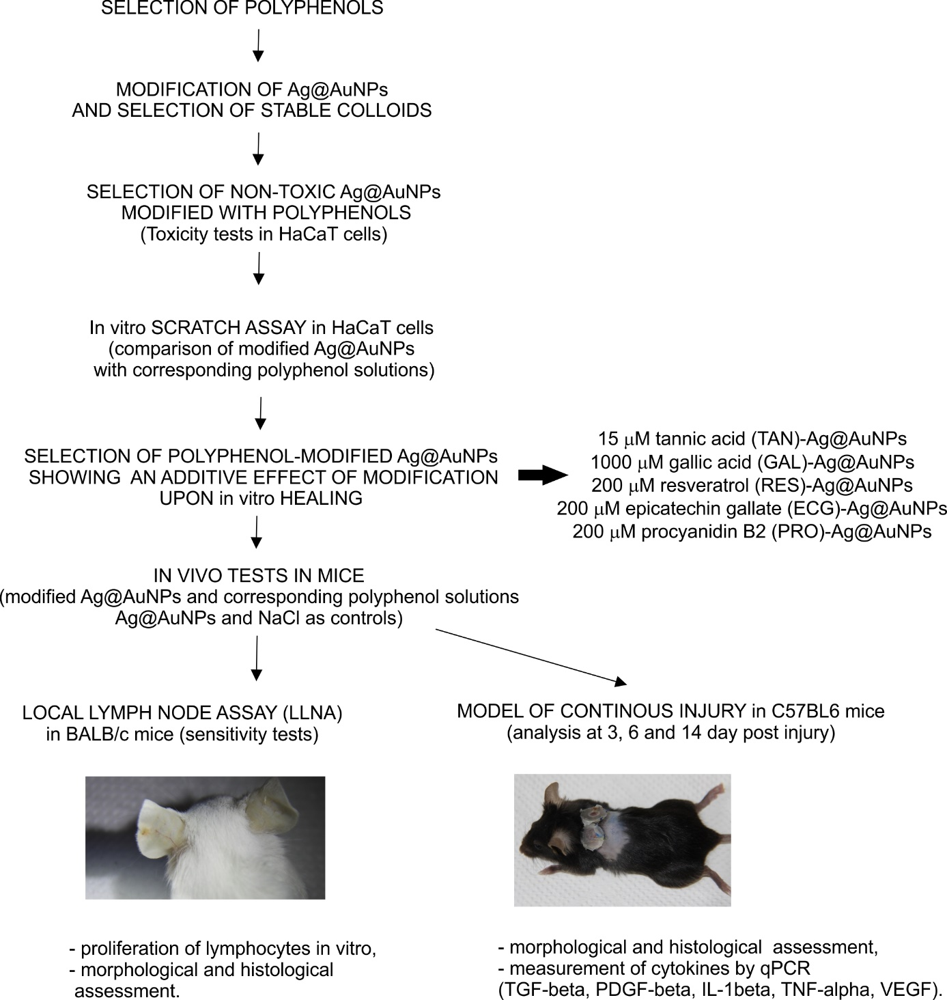 SELECTION OF POLYPHENOLS
MODIFICATION OF Ag@AuNPs
AND SELECTION OF STABLE COLLOIDS
SELECTION OF NON-TOXIC Ag@AuNPs
MODIFIED WITH POLYPHENOLS
(Toxicity tests in HaCaT cells)
In vitro SCRATCH ASSAY in HaCaT cells
(comparison of modified Ag@AuNPs
with corresponding polyphenol solutions)
SELECTION OF POLYPHENOL-MODIFIED Ag@AuNPs
SHOWING AN ADDITIVE EFFECT OF MODIFICATION
UPON in vitro HEALING
15 μM tannic acid (TAN)-Ag@AuNPs
1000 μM gallic acid (GAL)-Ag@AuNPs
200 μM resveratrol (RES)-Ag@AuNPs
200 μM epicatechin gallate (ECG)-Ag@AuNPs
200 μM procyanidin B2 (PRO)-Ag@AuNPs
IN VIVO TESTS IN MICE
(modified Ag@AuNPs and corresponding polyphenol solutions
Ag@AuNPs and NaCl as controls)
LOCAL LYMPH NODE ASSAY (LLNA)
in BALB/c mice (sensitivity tests)
MODEL OF CONTINOUS INJURY in C57BL6 mice
(analysis at 3, 6 and 14 day post injury)
- proliferation of lymphocytes in vitro,
- morphological and histological
assessment.
- morphological and histological assessment,
- measurement of cytokines by qPCR
(TGF-beta, PDGF-beta, IL-1beta, TNF-alpha, VEGF).